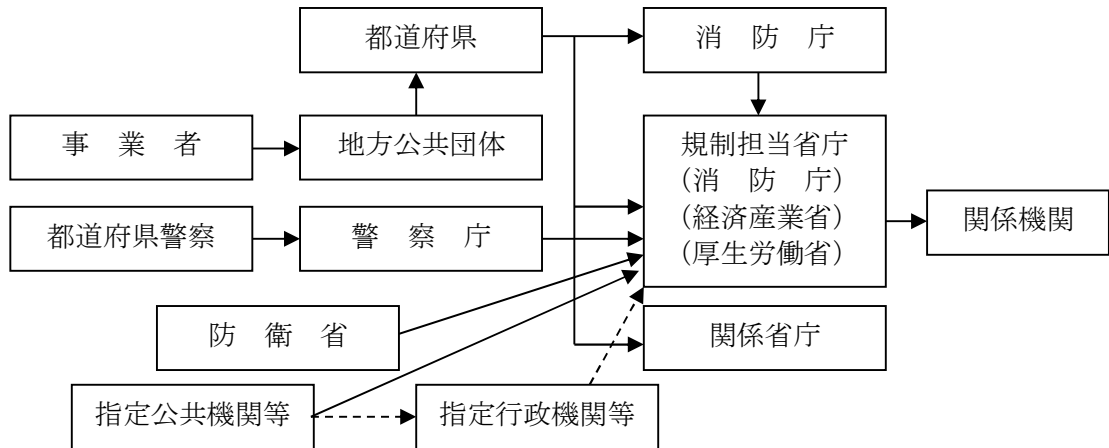 都道府県
消　防　庁
事　業　者
地方公共団体
規制担当省庁
（消　防　庁）
（経済産業省）
（厚生労働省）
関係機関
都道府県警察
警　察　庁
防　衛　省
関係省庁
指定公共機関等
指定行政機関等